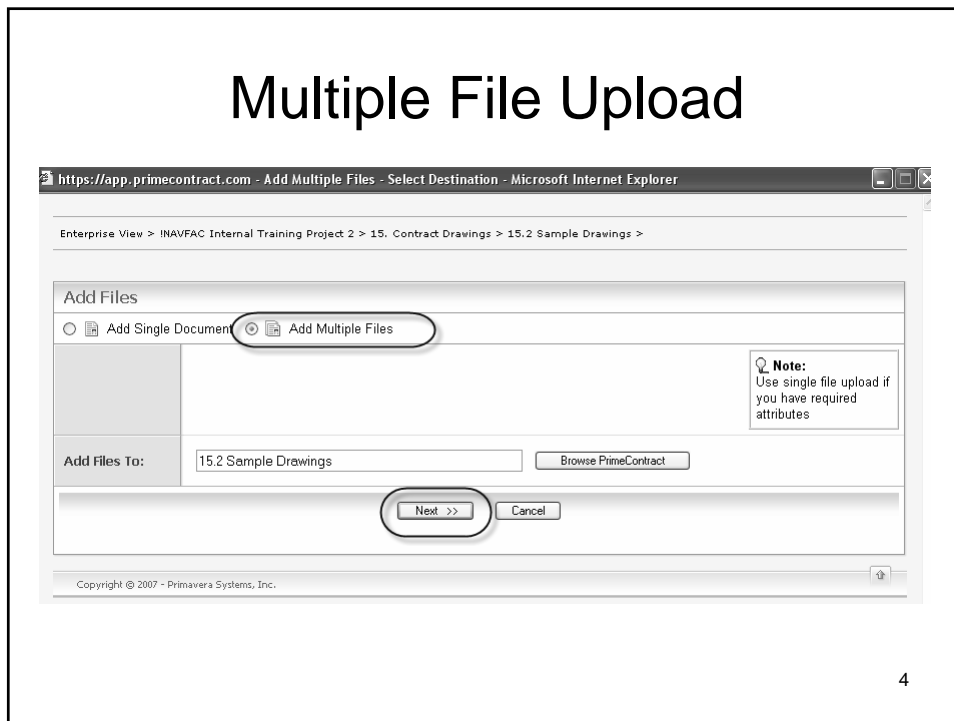 Multiple File Upload
https://app.primecontract.com - Add Multiple Files - Select Destination - Microsoft Internet Explorer
Enterprise View > !NAVFAC Internal Training Project 2 > 15. Contract Drawings > 15.2 Sample Drawings >
Add Files
Add Single Document Add Multiple Files
Note:
Use single file upload if
you have required
attributes
Add Files To: 15.2 Sample Drawings Browse PrimeContract
Next >> Cancel
Copyright © 2007 - Primavera Systems, Inc.
4